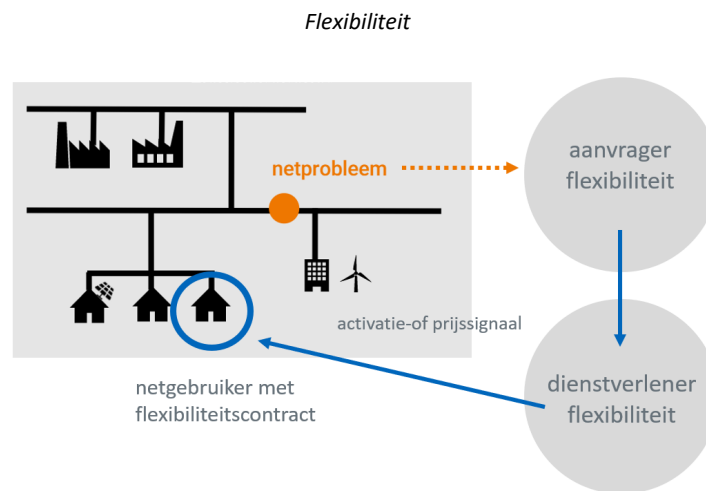 Flexibiliteit
netprobleem
aanvrager
flexibiliteit
activatie-of prijssignaal
netgebruiker met
flexibiliteitscontract
dienstverlener
flexibiliteit